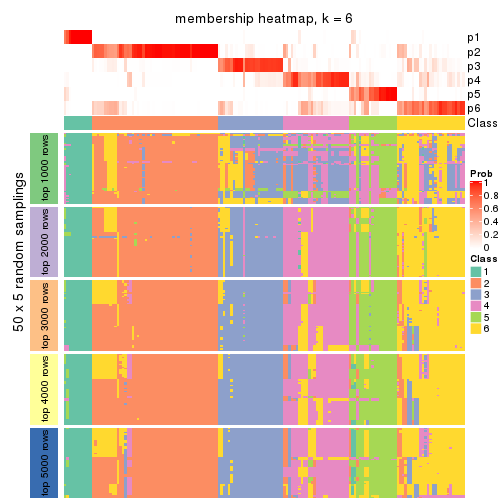 membership heatmap, k = 6
p1
p2
p3
p4
p5
p6
Class
50 x 5 random samplings
top 1000 rows
top 2000 rows
top 3000 rows
top 4000 rows
top 5000 rows
Prob
1
0.8
0.6
0.4
0.2
0
Class
1
2
3
4
5
6